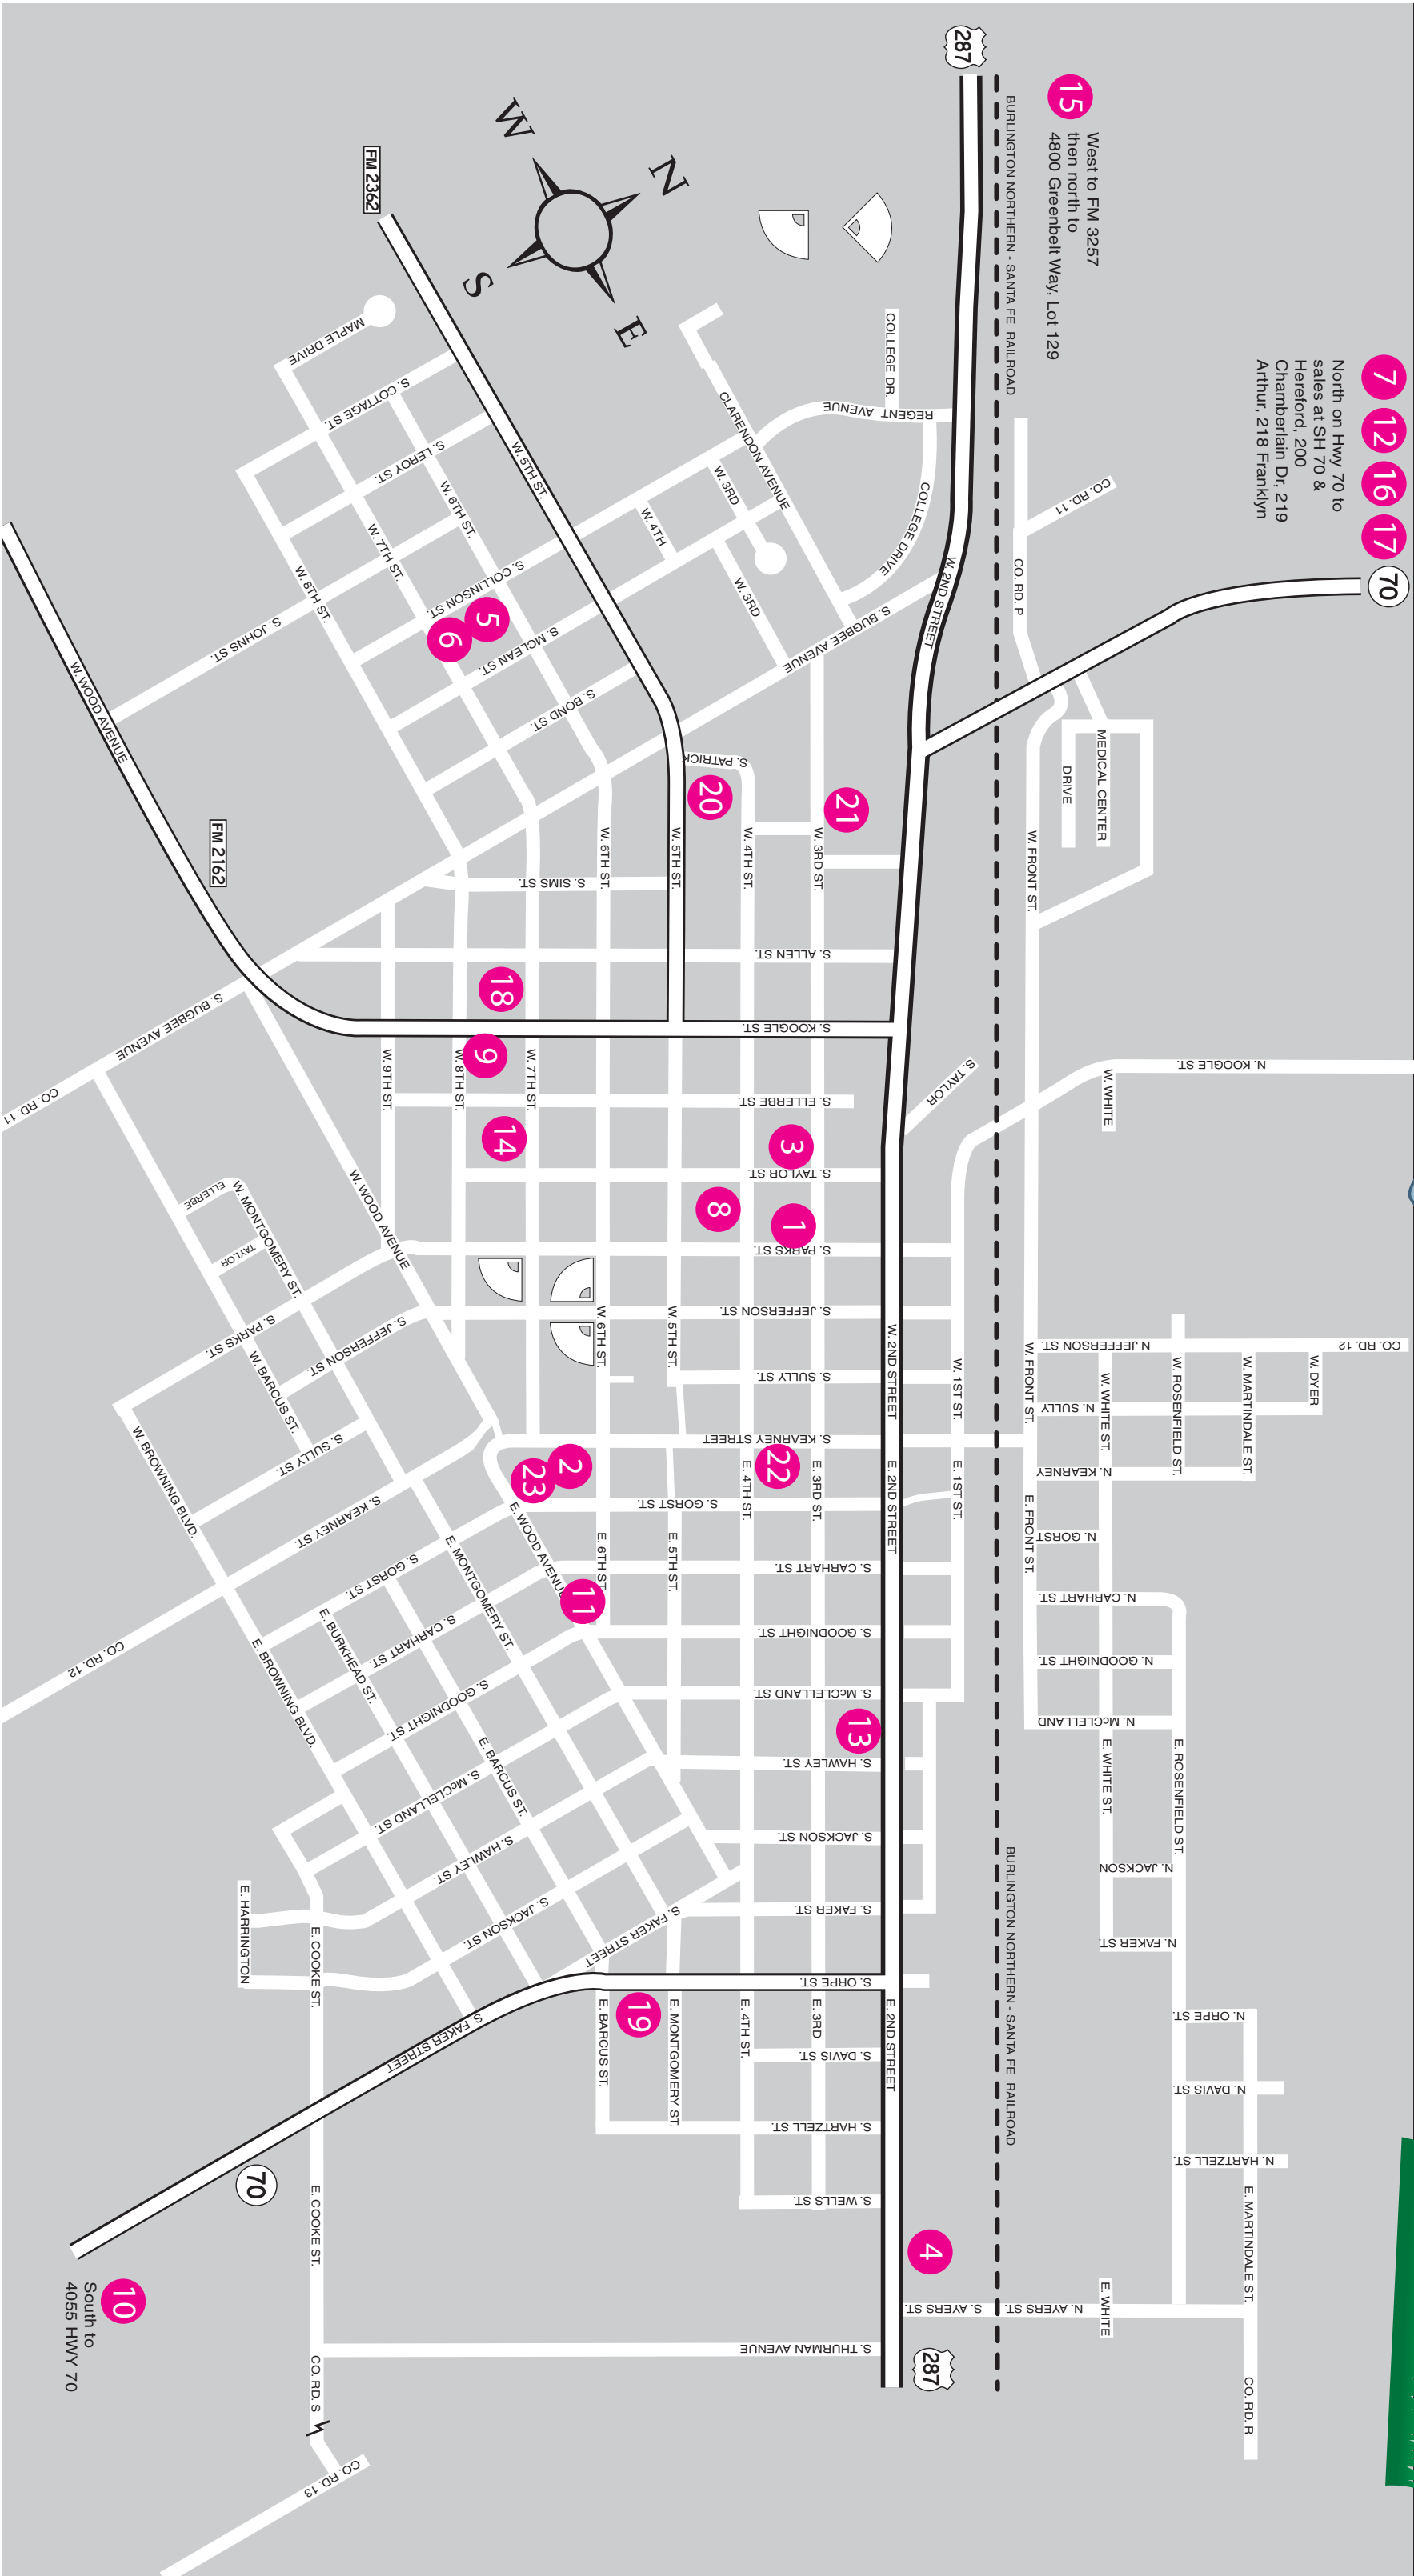 287
15
West to FM 3257
then north to
4800 Greenbelt Way, Lot 129
BURLINGTON NORTHERN - SANTA FE RAILROAD
7
12
16
17
70
North on Hwy 70 to
sales at SH 70 &
Hereford, 200
Chamberlain Dr, 219
Arthur, 218 Franklyn
N
W
E
S
FM 2362
COLLEGE DR.
REGENT AVENUE
CLARENDON AVENUE
COLLEGE DRIVE
CO. RD. 11
CO. RD. P
W. 2ND STREET
MAPLE DRIVE
S. COTTAGE ST.
S. LEROY ST.
W. 5TH ST.
W. 6TH ST.
W. 7TH ST.
W. 8TH ST.
W. 3RD
W. 4TH
W. 3RD
S. COLLINSON ST.
S. JOHNS ST.
S. MCLEAN ST.
S. BOND ST.
S. BUGBEE AVENUE
5
6
W. WOOD AVENUE
FM 2162
MEDICAL CENTER
DRIVE
W. FRONT ST.
S. PATRICK
20
21
W. 3RD ST.
W. 4TH ST.
W. 5TH ST.
W. 6TH ST.
S. SIMS ST.
S. ALLEN ST.
18
S. KOOGLE ST.
9
W. 7TH ST.
W. 8TH ST.
W. 9TH ST.
S. BUGBEE AVENUE
CO. RD. 11
N. KOOGLE ST.
W. WHITE
S. TAYLOR
S. ELLERBE ST.
3
14
S. TAYLOR ST.
8
1
S. PARKS ST.
W. WOOD AVENUE
ELLERBE
W. MONTGOMERY ST.
TAYLOR
S. PARKS ST.
S. JEFFERSON ST.
W. BARCUS ST.
S. JEFFERSON ST.
W. 6TH ST.
W. 5TH ST.
W. 2ND STREET
W. 1ST ST.
W. FRONT ST.
N JEFFERSON ST.
CO. RD. 12
W. DYER
W. MARTINDALE ST.
W. ROSENFIELD ST.
W. WHITE ST.
N. SULLY ST.
S. SULLY ST.
S. SULLY ST.
W. BROWNING BLVD.
S. KEARNEY STREET
N. KEARNEY
22
2
23
S. KEARNEY ST.
E. 1ST ST.
E. 2ND STREET
E. 3RD ST.
E. 4TH ST.
S. GORST ST.
E. WOOD AVENUE
E. FRONT ST.
N. GORST
E. 5TH ST.
E. 6TH ST.
S. CARHART ST.
N. CARHART ST.
11
E. MONTGOMERY ST.
S. GORST ST.
E. BURKHEAD ST.
S. CARHART ST.
CO. RD. 12
E. BROWNING BLVD.
S. GOODNIGHT ST.
N. GOODNIGHT ST.
S. GOODNIGHT ST.
S. McCLELLAND ST.
N. McCLELLAND
13
S. HAWLEY ST.
E. WHITE ST.
E. ROSENFIELD ST.
E. BARCUS ST.
S. McCLELLAND ST.
S. HAWLEY ST.
S. JACKSON ST.
N. JACKSON
BURLINGTON NORTHERN - SANTA FE RAILROAD
S. FAKER ST.
N. FAKER ST.
S. JACKSON ST.
S. FAKER STREET
E. HARRINGTON
E. COOKE ST.
S. ORPE ST.
N. ORPE ST.
19
E. BARCUS ST.
E. MONTGOMERY ST.
E. 4TH ST.
E. 3RD
E. 2ND STREET
S. FAKER STREET
S. DAVIS ST.
N. DAVIS ST.
S. HARTZELL ST.
N. HARTZELL ST.
70
S. WELLS ST.
E. COOKE ST.
4
E. MARTINDALE ST.
S. AYERS ST.
N. AYERS ST.
E. WHITE
10
South to
4055 HWY 70
S. THURMAN AVENUE
287
CO. RD. S
CO. RD. R
CO. RD. 13